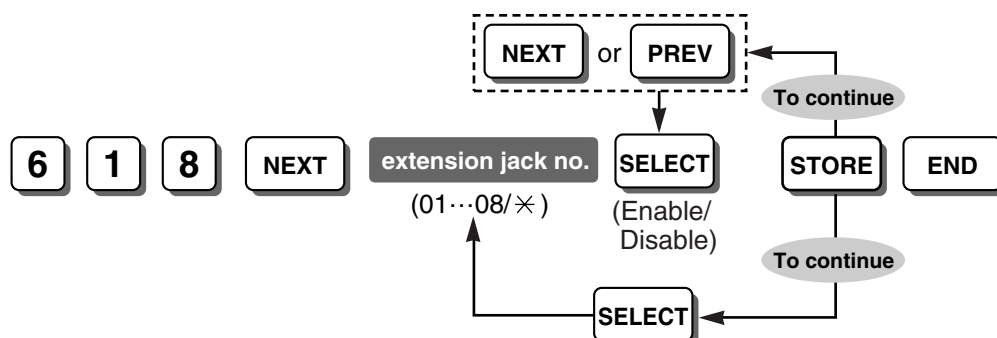 NEXT or PREV
To continue
6 1 8 NEXT extension jack no. SELECT STORE END
(01···08/✳)
(Enable/
Disable)
To continue
SELECT